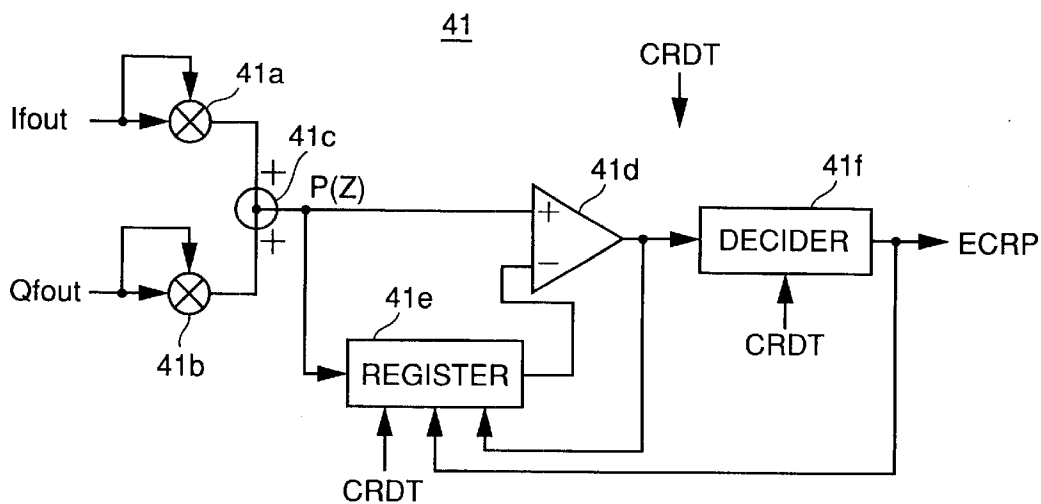 41
CRDT
41a
Ifout
41c
+
P(Z)
41d
41f
+
DECIDER
ECRP
+
−
Qfout
41e
CRDT
41b
REGISTER
CRDT